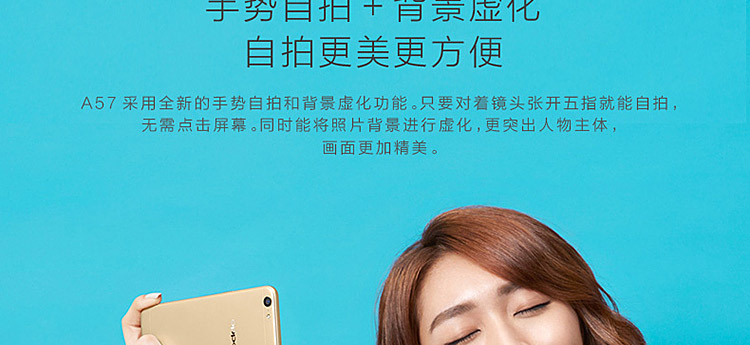 手势自拍 + 背景虚化
自拍更美更方便
A57 采用全新的手势自拍和背景虚化功能。只要对着镜头张开五指就能自拍，
无需点击屏幕。同时能将照片背景进行虚化，更突出人物主体，
画面更加精美。